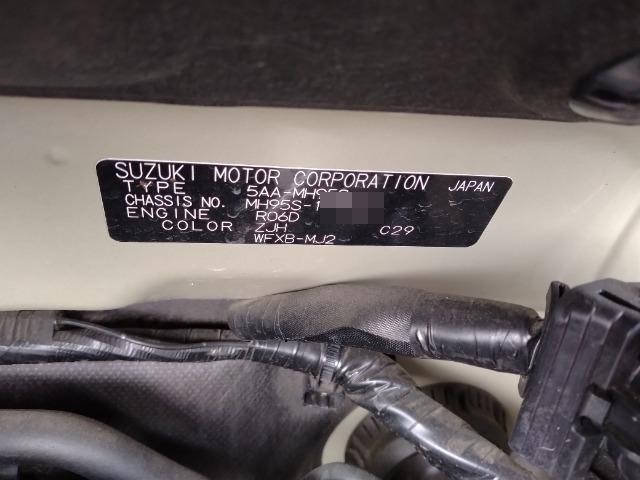 SUZUKI MOTOR CORPORATION JAPAN
TYPE 5AA-MH95S
CHASSIS NO. MH95S-1
ENGINE R06D
COLOR ZJH C29
WFXB-MJ2